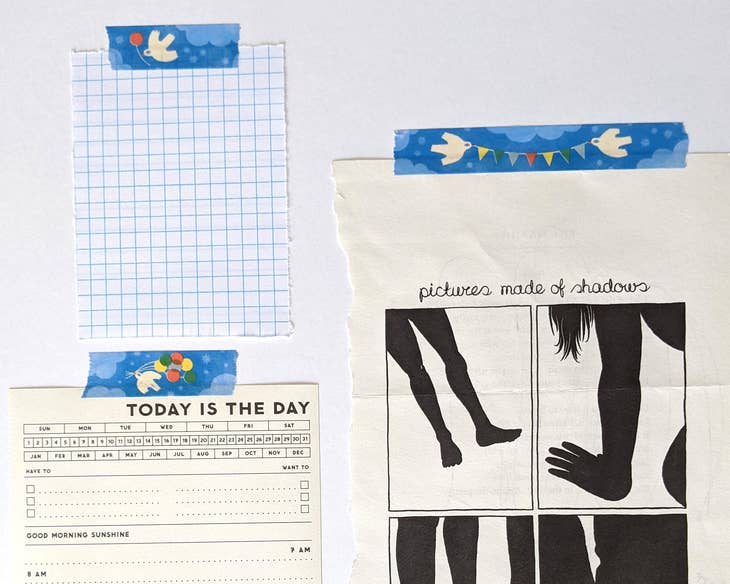 pictures made of shadows
TODAY IS THE DAY
SUN MON TUE WED THUR FRI SAT
1 2 3 4 5 6 7 8 9 10 11 12 13 14 15 16 17 18 19 20 21 22 23 24 25 26 27 28 29 30 31
JAN FEB MAR APR MAY JUN JUL AUG SEP OCT NOV DEC
HAVE TO WANT TO
GOOD MORNING SUNSHINE
7 AM
8 AM